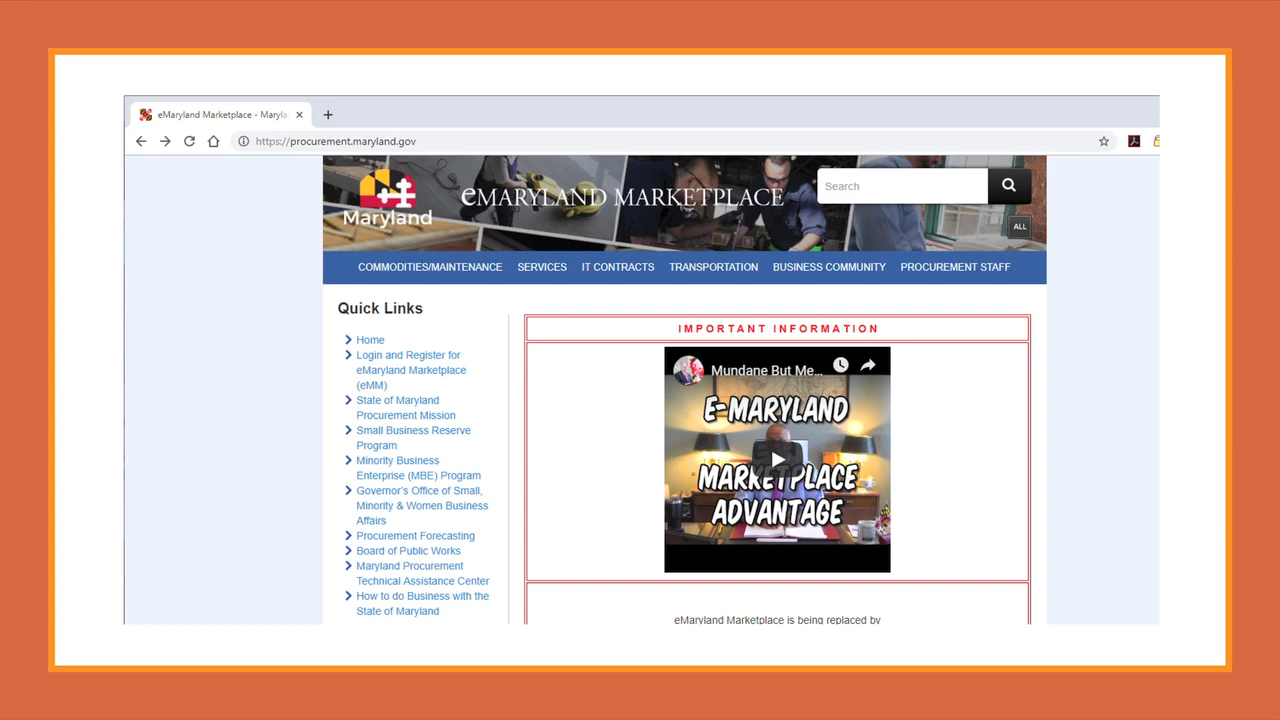 eMaryland Marketplace - Maryla
https://procurement.maryland.gov
Maryland
eMARYLAND MARKETPLACE
Search
ALL
COMMODITIES/MAINTENANCE SERVICES IT CONTRACTS TRANSPORTATION BUSINESS COMMUNITY PROCUREMENT STAFF
Quick Links
Home
Login and Register for
eMaryland Marketplace
(eMM)
State of Maryland
Procurement Mission
Small Business Reserve
Program
Minority Business
Enterprise (MBE) Program
Governor's Office of Small,
Minority & Women Business
Affairs
Procurement Forecasting
Board of Public Works
Maryland Procurement
Technical Assistance Center
How to do Business with the
State of Maryland
IMPORTANT INFORMATION
Mundane But Me...
E-MARYLAND
MARKETPLACE
ADVANTAGE
eMaryland Marketplace is being replaced by